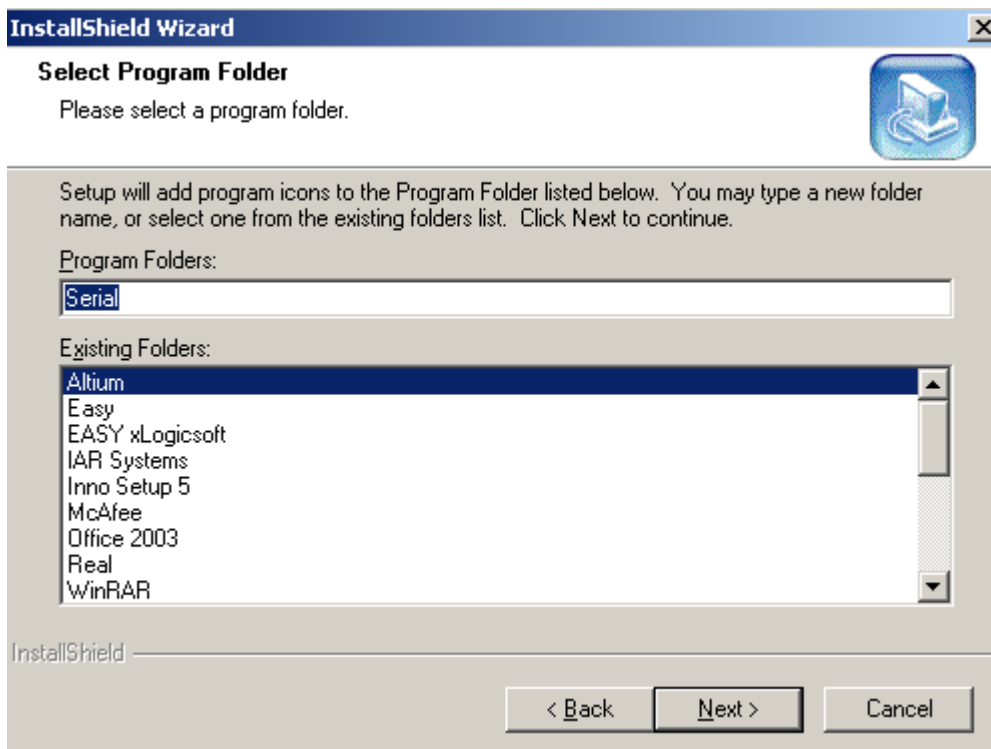 InstallShield Wizard
Select Program Folder
Please select a program folder.
Setup will add program icons to the Program Folder listed below. You may type a new folder
name, or select one from the existing folders list. Click Next to continue.
Program Folders:
Serial
Existing Folders:
Altium
Easy
EASY xLogicsoft
IAR Systems
Inno Setup 5
McAfee
Office 2003
Real
WinRAR
InstallShield
< Back Next > Cancel